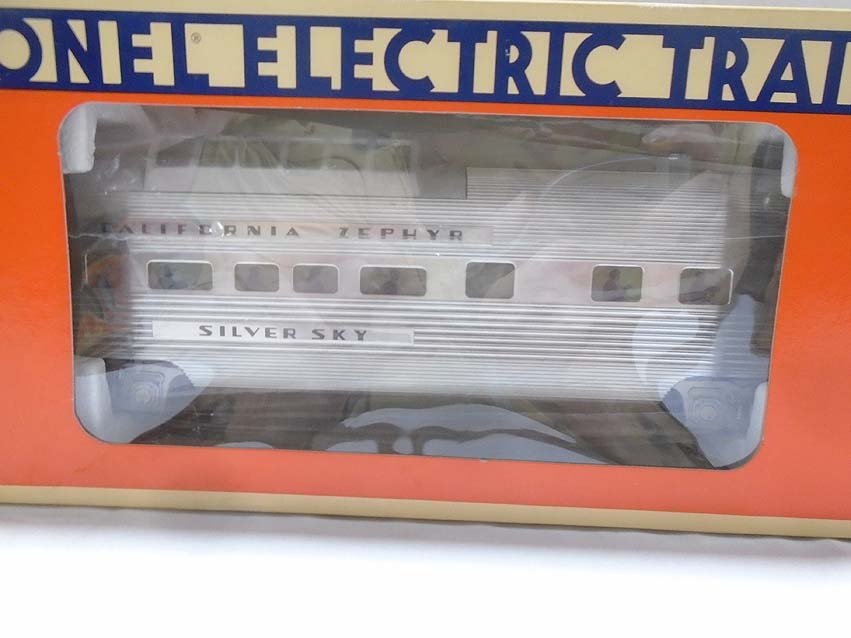 ONEL® ELECTRIC TRAI
CALIFORNIA ZEPHYR
SILVER SKY